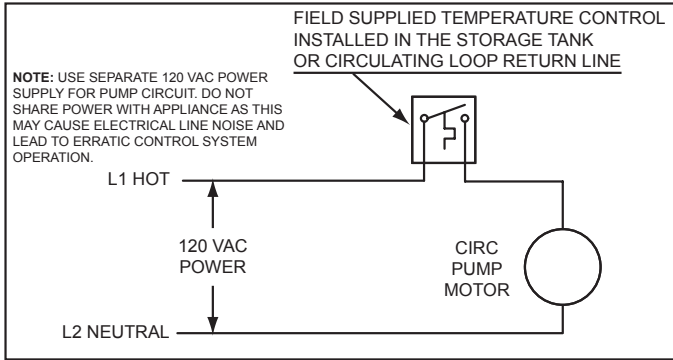 FIELD SUPPLIED TEMPERATURE CONTROL
INSTALLED IN THE STORAGE TANK
OR CIRCULATING LOOP RETURN LINE
NOTE: USE SEPARATE 120 VAC POWER
SUPPLY FOR PUMP CIRCUIT. DO NOT
SHARE POWER WITH APPLIANCE AS THIS
MAY CAUSE ELECTRICAL LINE NOISE AND
LEAD TO ERRATIC CONTROL SYSTEM
OPERATION.
L1 HOT
120 VAC
POWER
CIRC
PUMP
MOTOR
L2 NEUTRAL